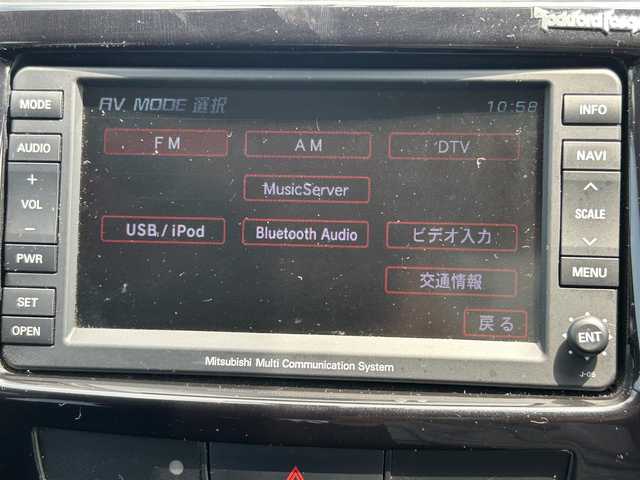 Rockford Fosgate
MODE
AUDIO
+
VOL
−
PWR
SET
OPEN
AV MODE 選択 10:58
FM AM DTV
MusicServer
USB/iPod Bluetooth Audio ビデオ入力
交通情報
戻る
Mitsubishi Multi Communication System
INFO
NAVI
SCALE
MENU
ENT
J-06